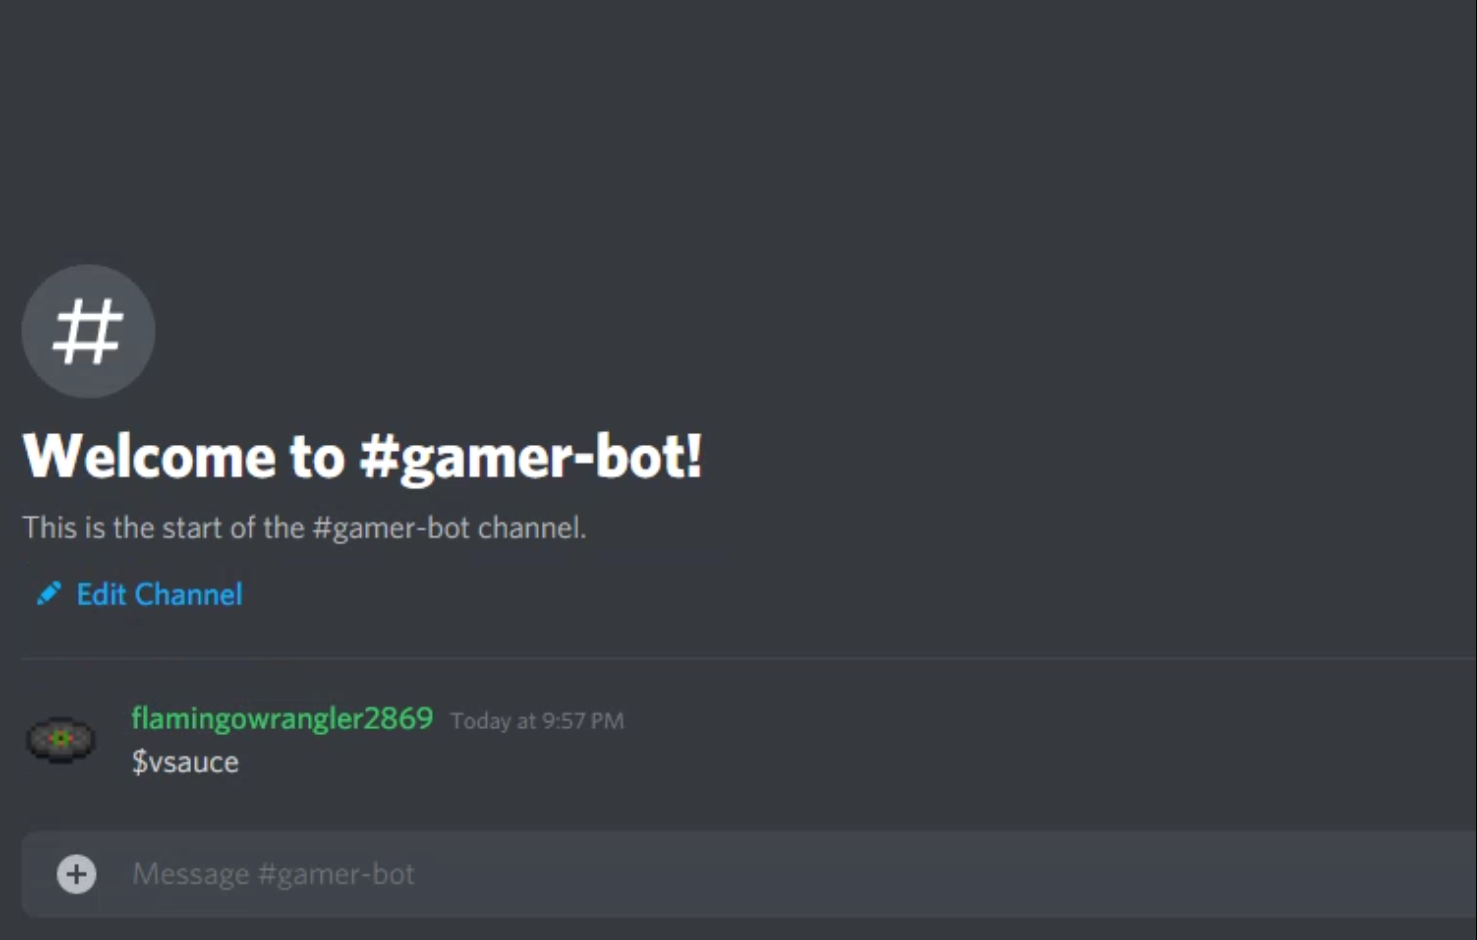 #
Welcome to #gamer-bot!
This is the start of the #gamer-bot channel.
Edit Channel
flamingowrangler2869 Today at 9:57 PM
$vsauce
Message #gamer-bot